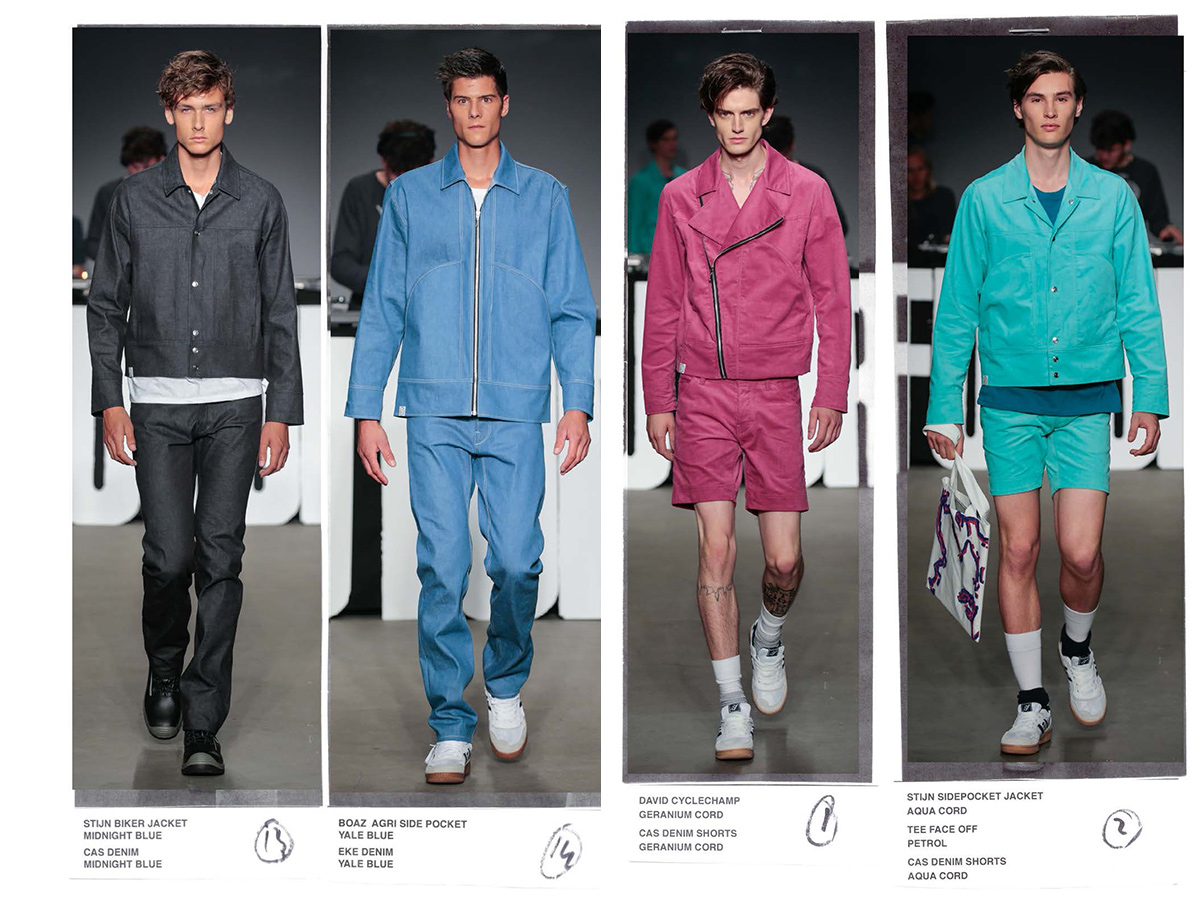 STIJN BIKER JACKET
MIDNIGHT BLUE
CAS DENIM
MIDNIGHT BLUE
13
BOAZ AGRI SIDE POCKET
YALE BLUE
EKE DENIM
YALE BLUE
14
DAVID CYCLECHAMP
GERANIUM CORD
CAS DENIM SHORTS
GERANIUM CORD
1
STIJN SIDEPOCKET JACKET
AQUA CORD
TEE FACE OFF
PETROL
CAS DENIM SHORTS
AQUA CORD
2